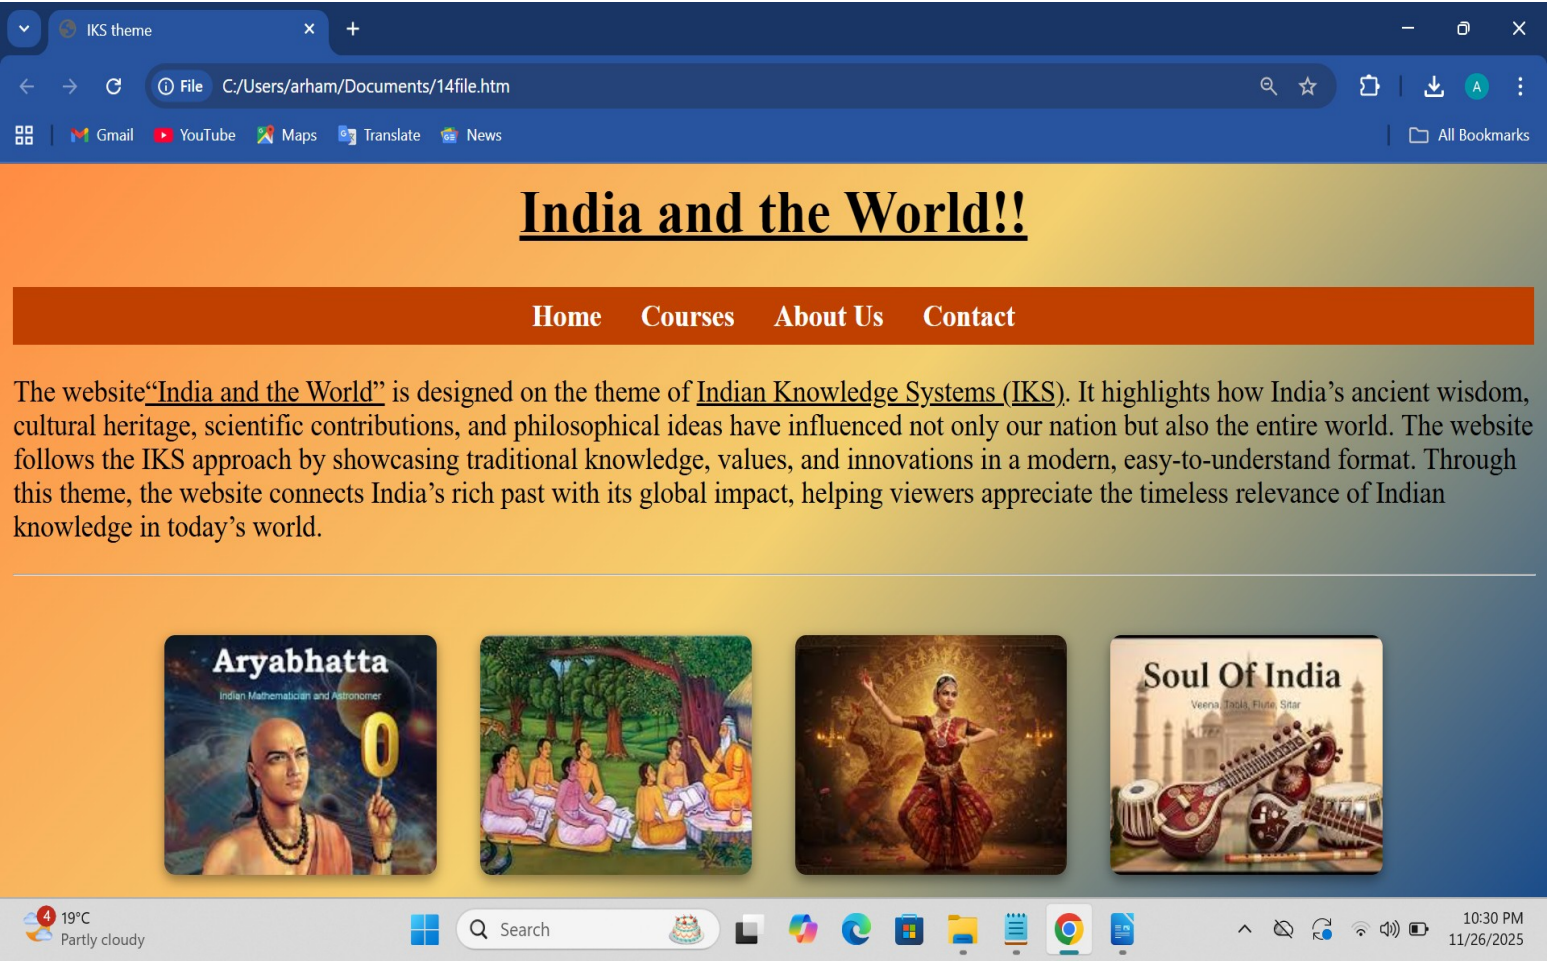 IKS theme
File C:/Users/arham/Documents/14file.htm
A
Gmail YouTube Maps Translate News All Bookmarks
India and the World!!
Home Courses About Us Contact
The website“India and the World” is designed on the theme of Indian Knowledge Systems (IKS). It highlights how India’s ancient wisdom,
cultural heritage, scientific contributions, and philosophical ideas have influenced not only our nation but also the entire world. The website
follows the IKS approach by showcasing traditional knowledge, values, and innovations in a modern, easy-to-understand format. Through
this theme, the website connects India’s rich past with its global impact, helping viewers appreciate the timeless relevance of Indian
knowledge in today’s world.
Aryabhatta
Indian Mathematician and Astronomer
0
Soul Of India
Veena, Tabla, Flute, Sitar
4
19°C
Partly cloudy
Search
10:30 PM
11/26/2025